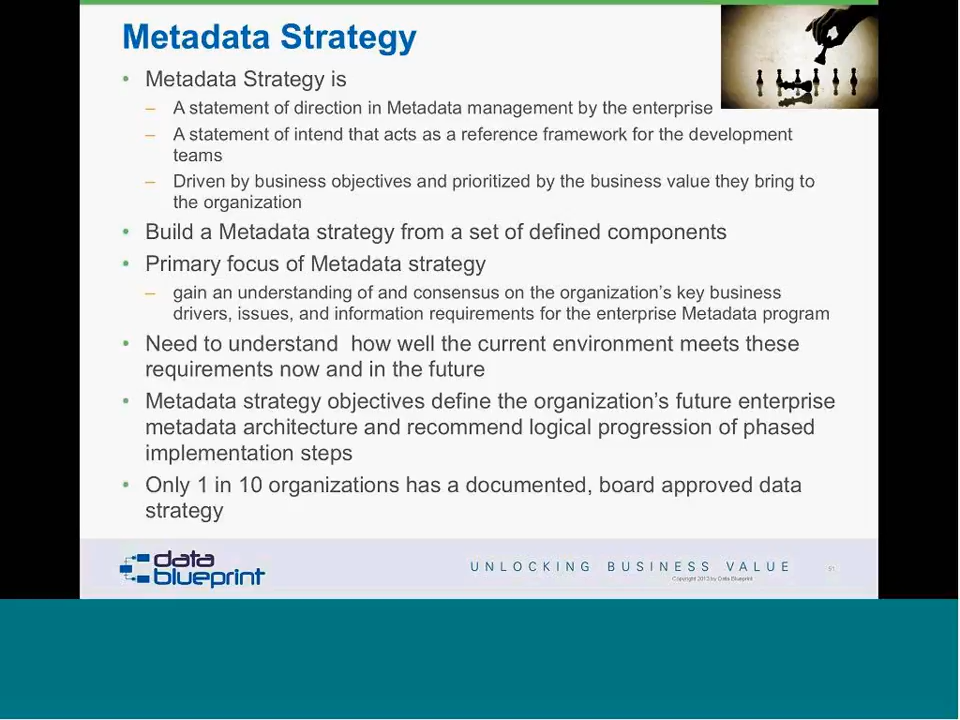 Metadata Strategy
• Metadata Strategy is
– A statement of direction in Metadata management by the enterprise
– A statement of intend that acts as a reference framework for the development
teams
– Driven by business objectives and prioritized by the business value they bring to
the organization
• Build a Metadata strategy from a set of defined components
• Primary focus of Metadata strategy
– gain an understanding of and consensus on the organization's key business
drivers, issues, and information requirements for the enterprise Metadata program
• Need to understand  how well the current environment meets these
requirements now and in the future
• Metadata strategy objectives define the organization's future enterprise
metadata architecture and recommend logical progression of phased
implementation steps
• Only 1 in 10 organizations has a documented, board approved data
strategy
data
blueprint
UNLOCKING BUSINESS VALUE
Copyright 2013 by Data Blueprint